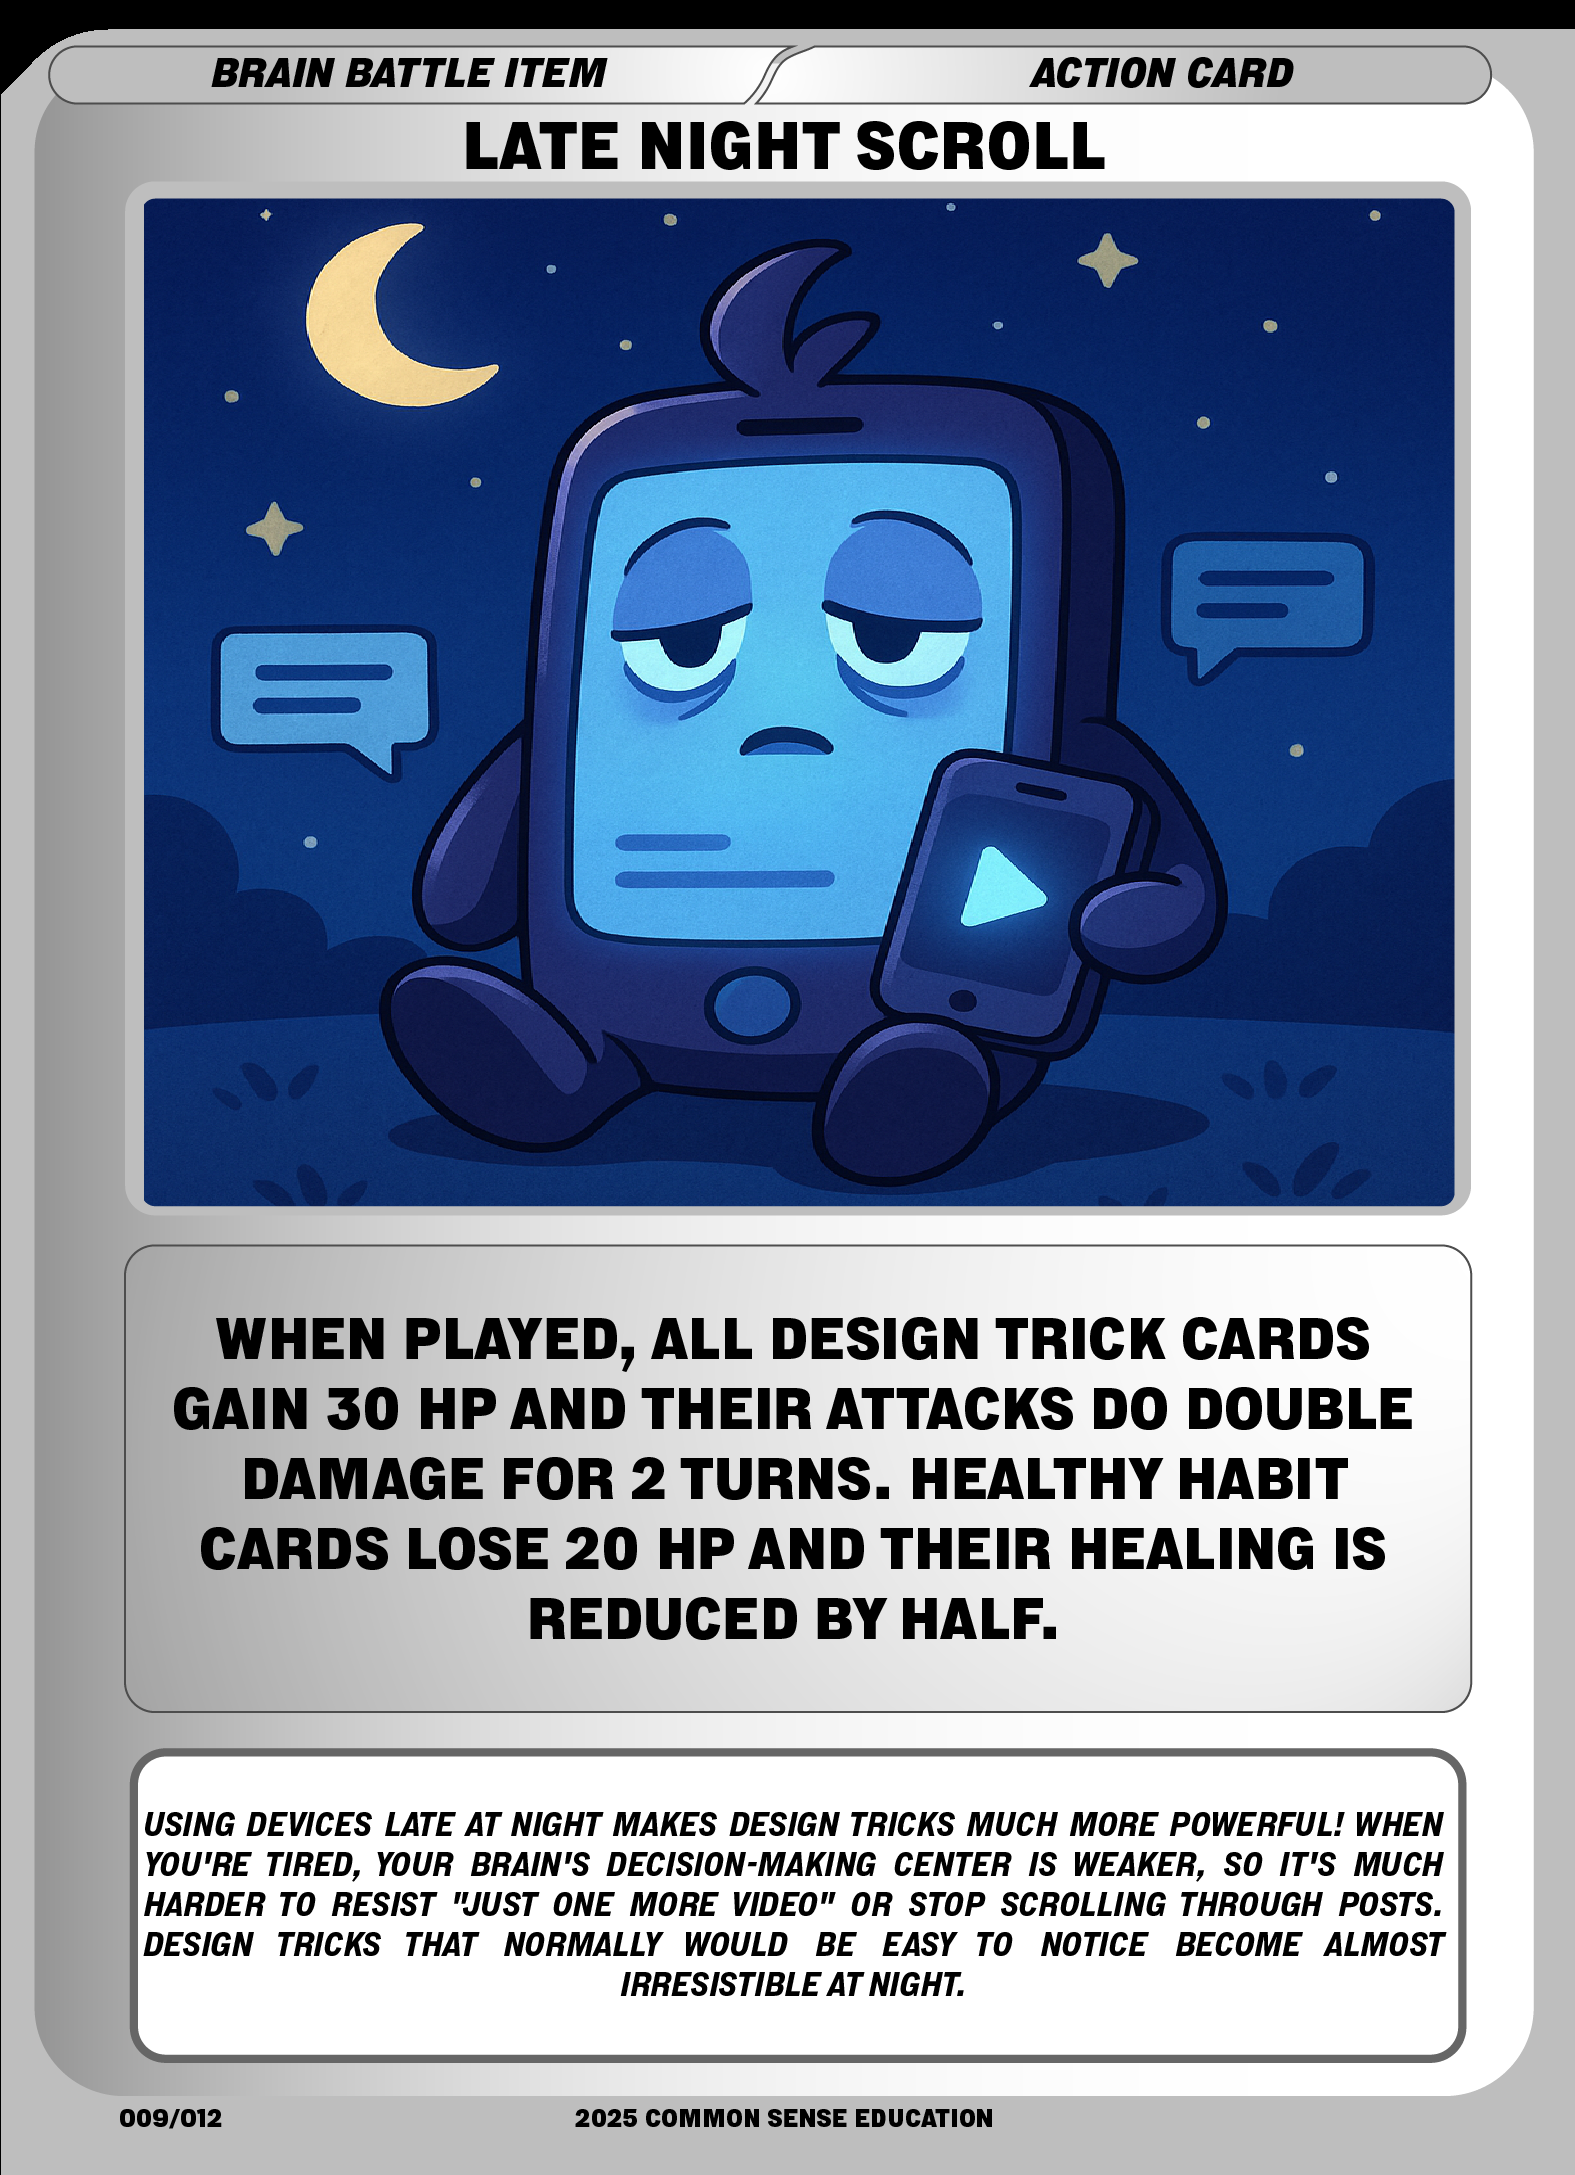 BRAIN BATTLE ITEM
ACTION CARD
LATE NIGHT SCROLL
WHEN PLAYED, ALL DESIGN TRICK CARDS
GAIN 30 HP AND THEIR ATTACKS DO DOUBLE
DAMAGE FOR 2 TURNS. HEALTHY HABIT
CARDS LOSE 20 HP AND THEIR HEALING IS
REDUCED BY HALF.
USING DEVICES LATE AT NIGHT MAKES DESIGN TRICKS MUCH MORE POWERFUL! WHEN
YOU'RE TIRED, YOUR BRAIN'S DECISION-MAKING CENTER IS WEAKER, SO IT'S MUCH
HARDER TO RESIST "JUST ONE MORE VIDEO" OR STOP SCROLLING THROUGH POSTS.
DESIGN TRICKS THAT NORMALLY WOULD BE EASY TO NOTICE BECOME ALMOST
IRRESISTIBLE AT NIGHT.
009/012
2025 COMMON SENSE EDUCATION